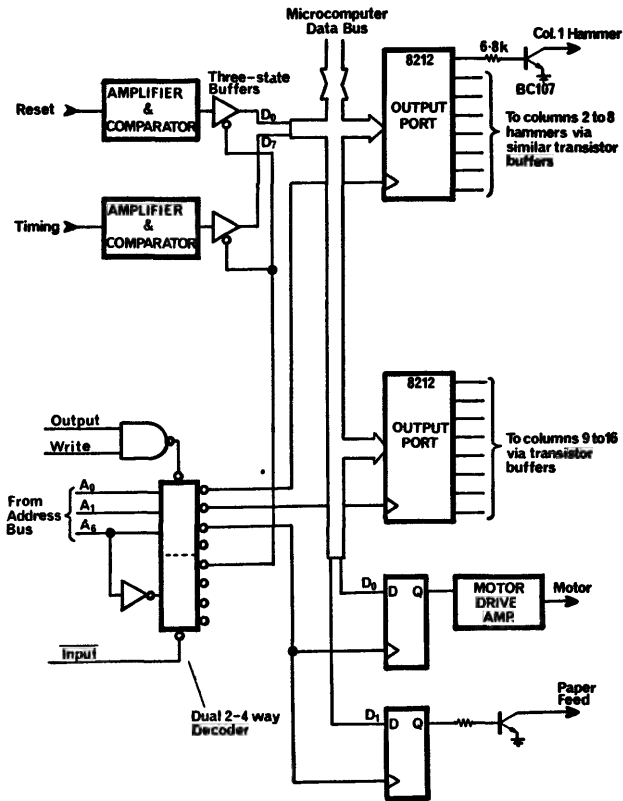 Microcomputer
Data Bus
Reset
AMPLIFIER
&
COMPARATOR
Three-state
Buffers
D0
D7
8212
OUTPUT
PORT
6·8k
Col.1 Hammer
BC107
To columns 2 to 8
hammers via
similar transistor
buffers
Timing
AMPLIFIER
&
COMPARATOR
8212
OUTPUT
PORT
To columns 9 to 16
via transistor
buffers
Output
Write
From
Address
Bus
A0
A1
A6
Input
Dual 2-4 way
Decoder
D0
D Q
MOTOR
DRIVE
AMP.
Motor
D1
D Q
Paper
Feed